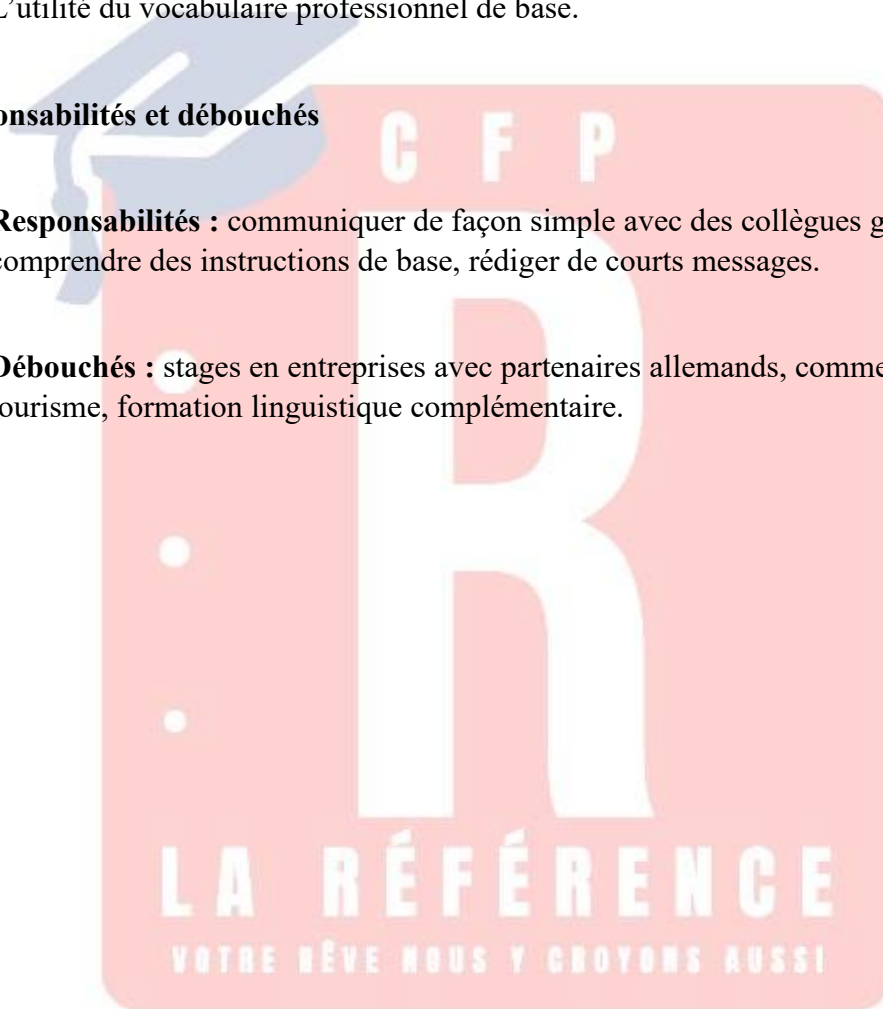 L'utilité du vocabulaire professionnel de base.
onsabilités et débouchés
C F P
Responsabilités : communiquer de façon simple avec des collègues g
comprendre des instructions de base, rédiger de courts messages.
Débouchés : stages en entreprises avec partenaires allemands, comme
tourisme, formation linguistique complémentaire.
R
LA RÉFÉRENCE
VOTRE RÊVE NOUS Y CROYONS AUSSI